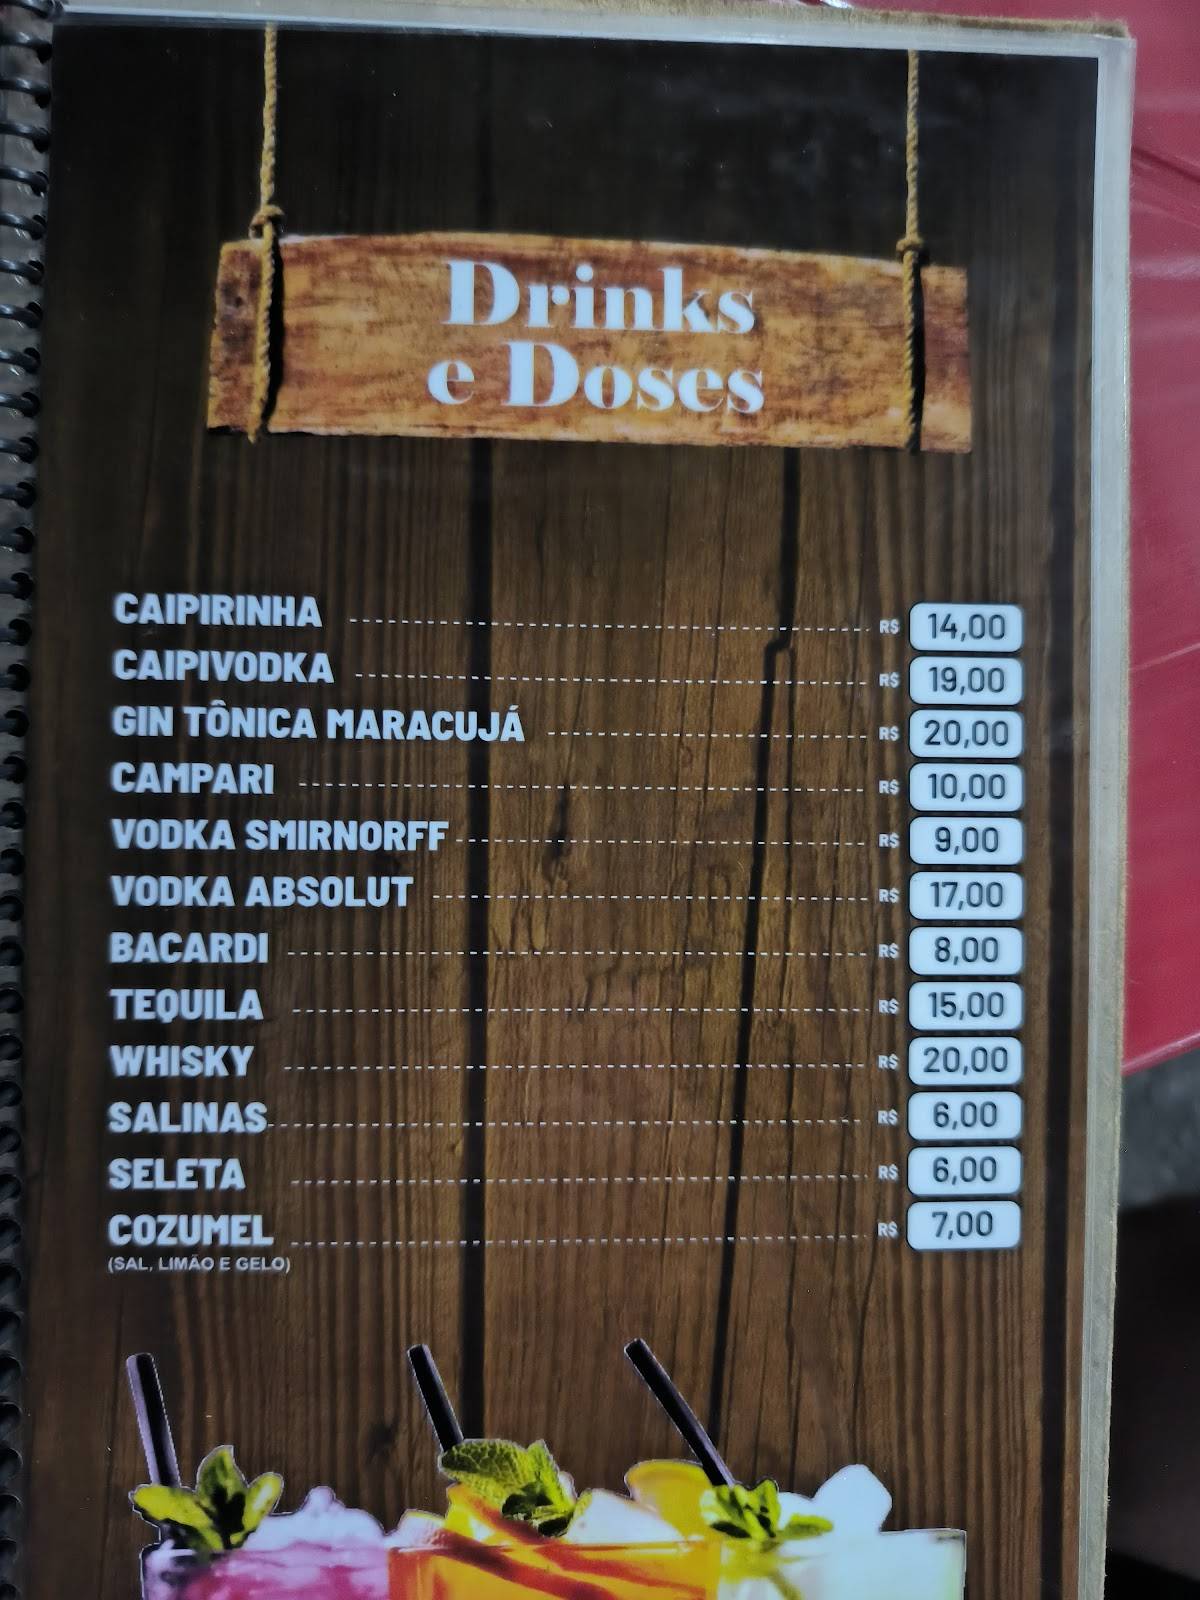 Drinks
e Doses
CAIPIRINHA R$ 14,00
CAIPIVODKA R$ 19,00
GIN TÔNICA MARACUJÁ R$ 20,00
CAMPARI R$ 10,00
VODKA SMIRNORFF R$ 9,00
VODKA ABSOLUT R$ 17,00
BACARDI R$ 8,00
TEQUILA R$ 15,00
WHISKY R$ 20,00
SALINAS R$ 6,00
SELETA R$ 6,00
COZUMEL R$ 7,00
(SAL, LIMÃO E GELO)